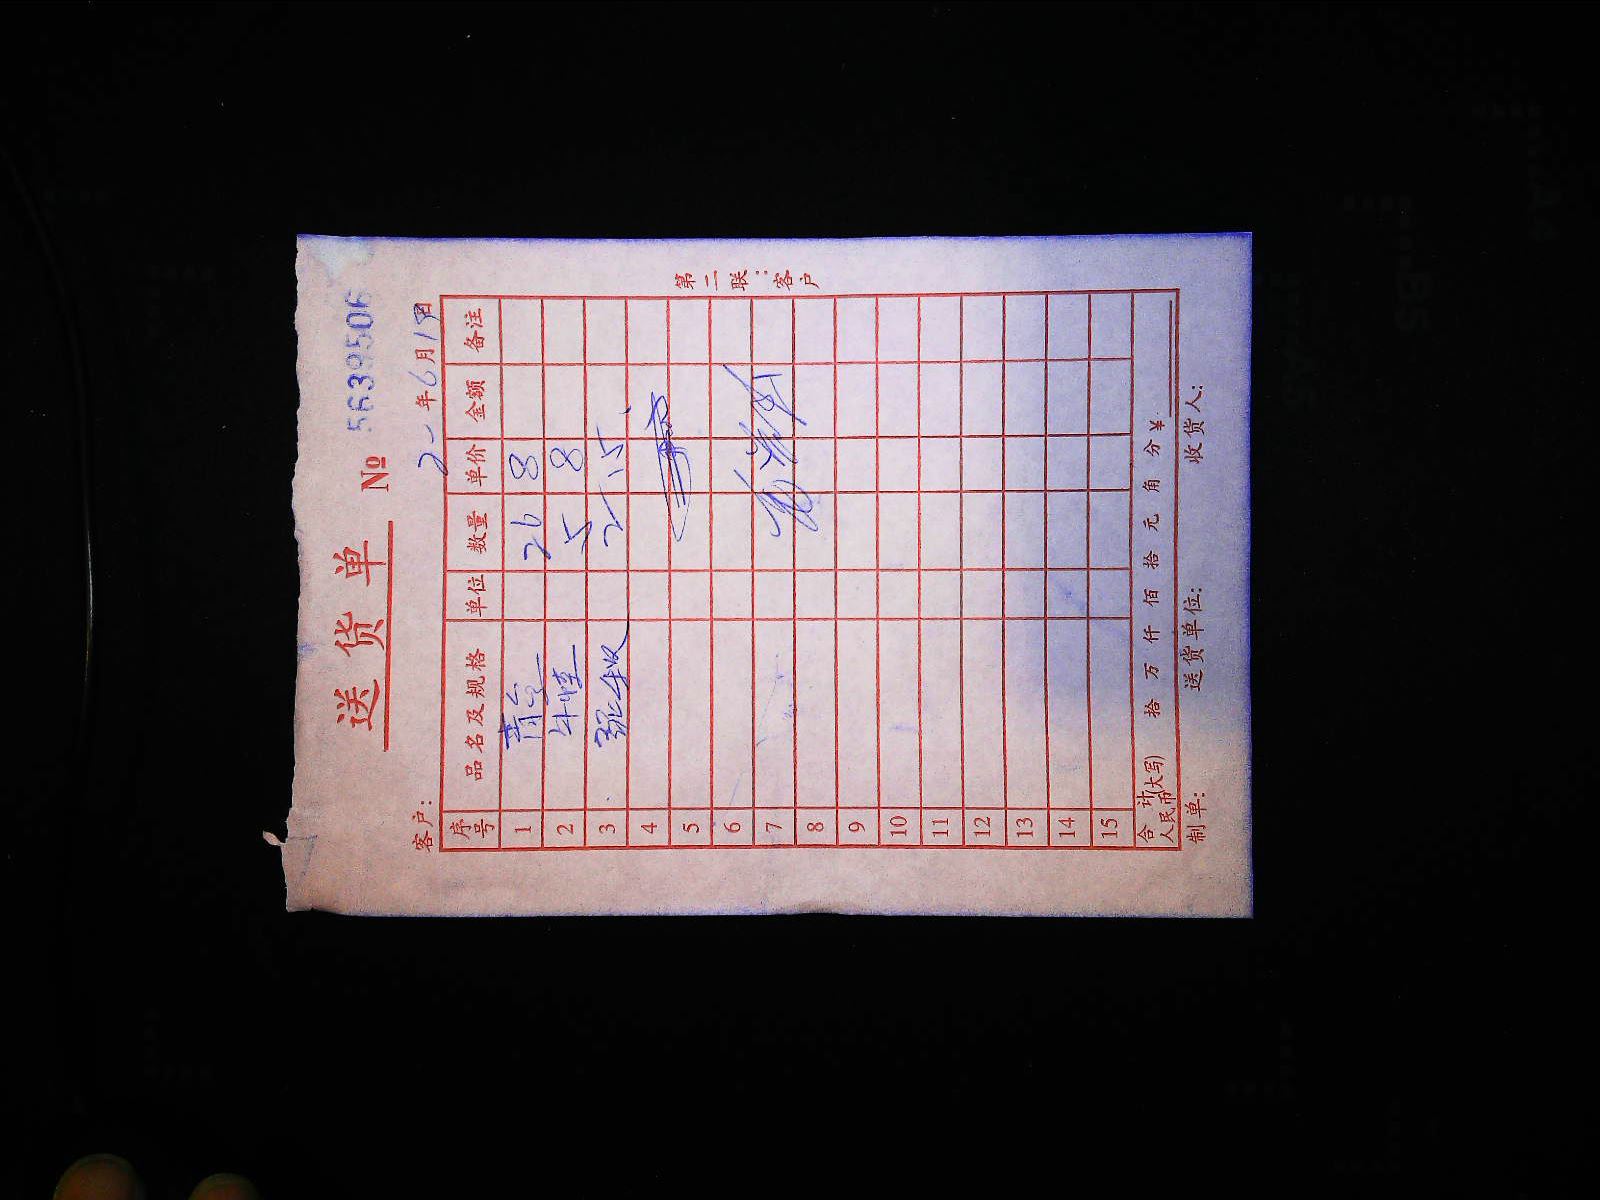 送货单 № 5639506
客户： 年6月19日
序号 品名及规格 单位 数量 单价 金额 备注
1 26 8
2 5 8
3 2 15
4
5
6
7
8
9
10
11
12
13
14
15
合计 人民币(大写) 拾 万 仟 佰 拾 元 角 分 ¥
制单： 送货单位： 收货人：
第二联：客户